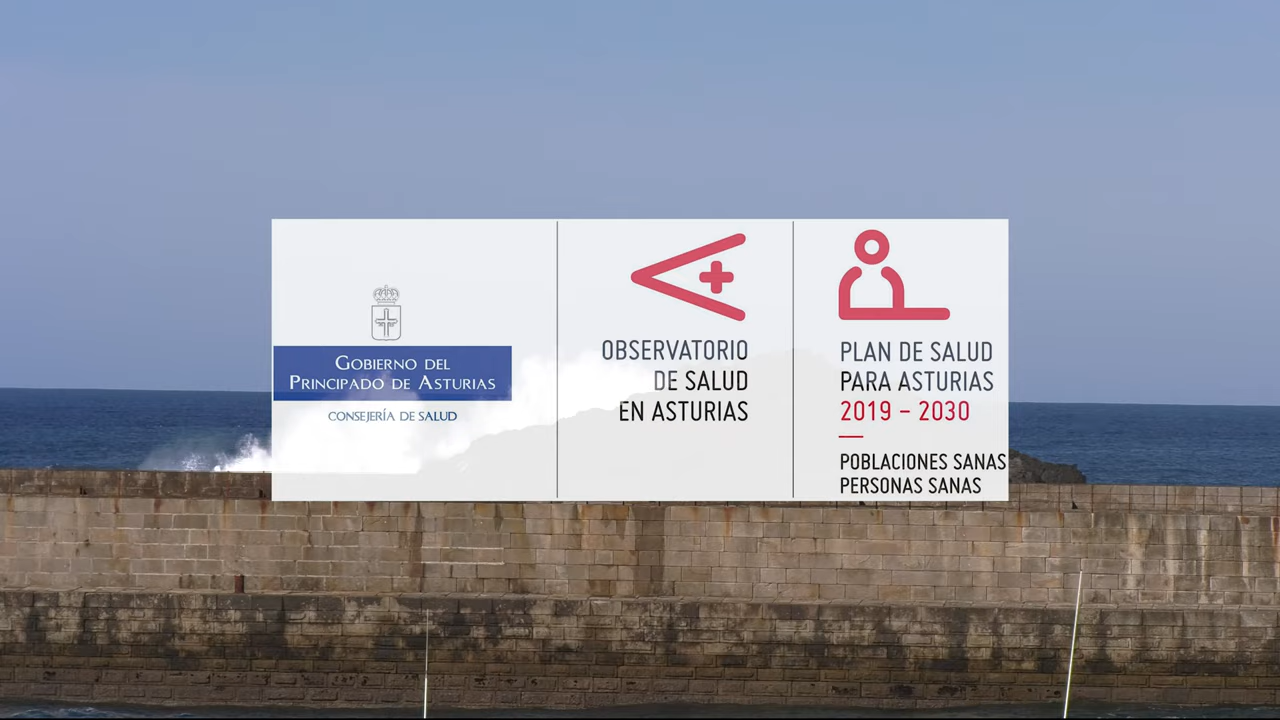 GOBIERNO DEL
PRINCIPADO DE ASTURIAS
CONSEJERÍA DE SALUD
OBSERVATORIO
DE SALUD
EN ASTURIAS
PLAN DE SALUD
PARA ASTURIAS
2019 – 2030
POBLACIONES SANAS
PERSONAS SANAS